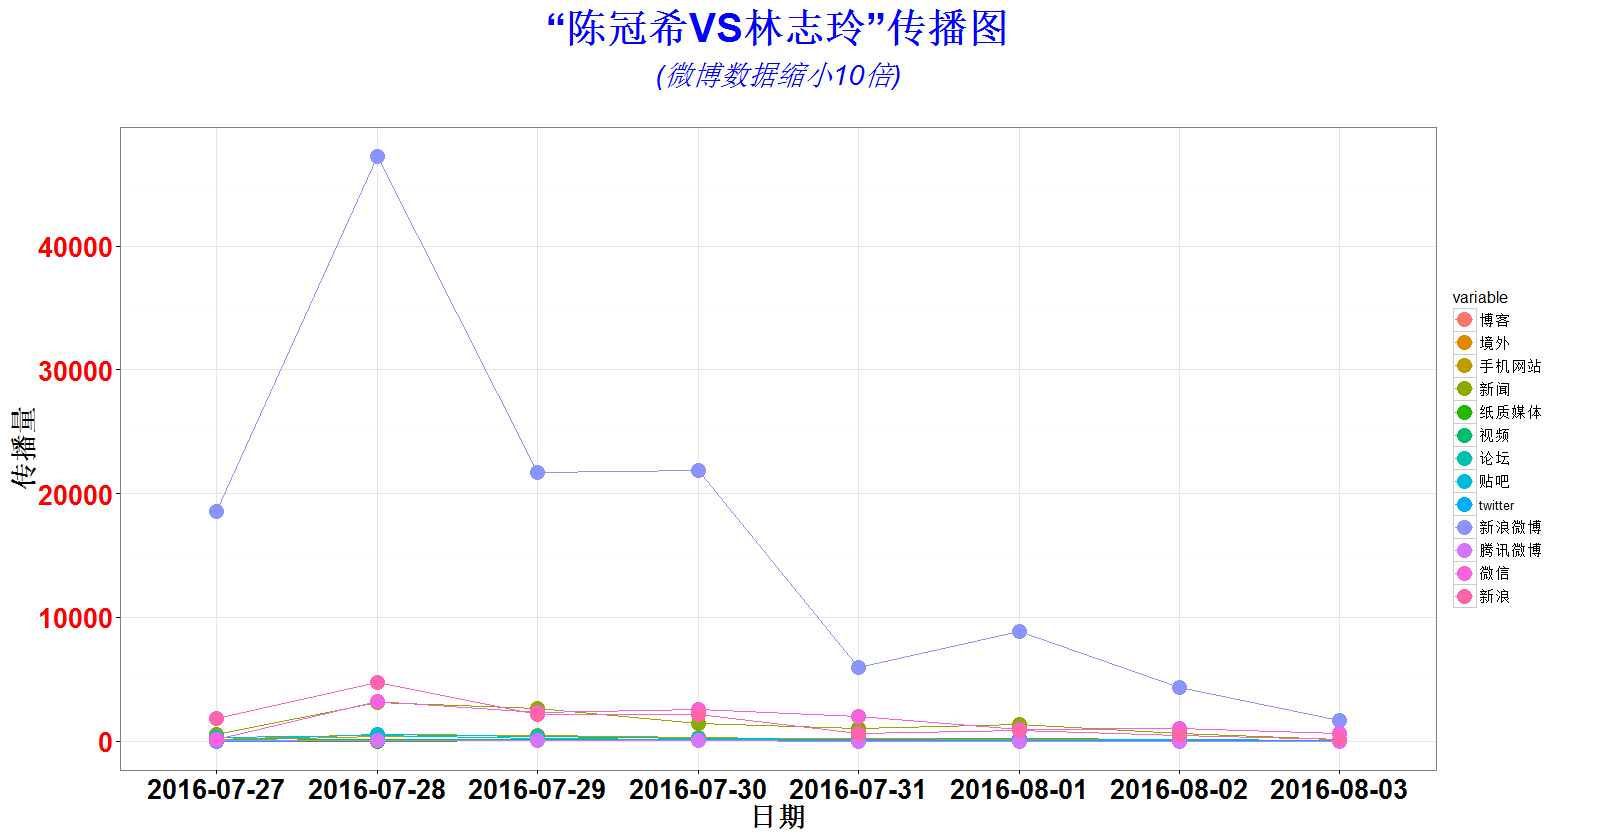 “陈冠希VS林志玲”传播图
(微博数据缩小10倍)
传播量
40000
30000
20000
10000
0
2016-07-27 2016-07-28 2016-07-29 2016-07-30 2016-07-31 2016-08-01 2016-08-02 2016-08-03
日期
variable
博客
境外
手机网站
新闻
纸质媒体
视频
论坛
贴吧
twitter
新浪微博
腾讯微博
微信
新浪